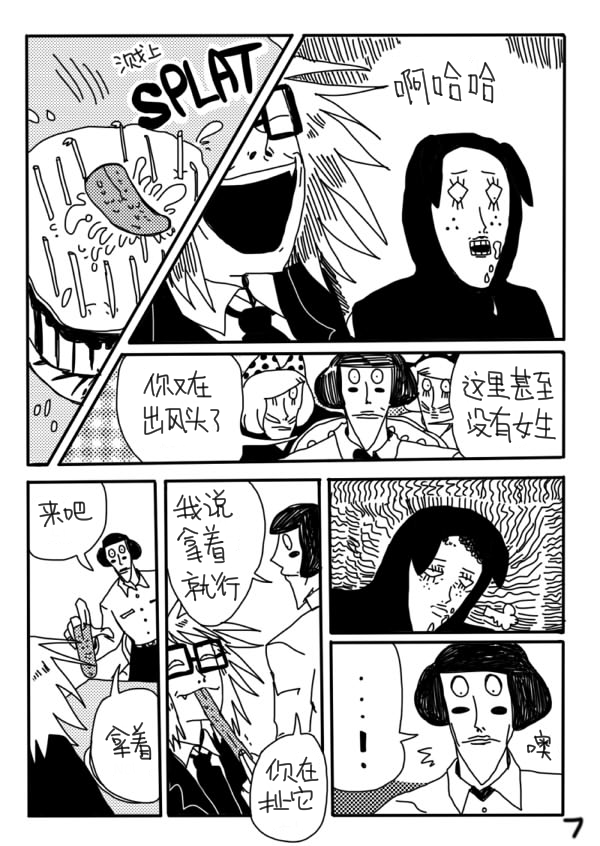 溅上
SPLAT
啊哈哈
你又在
出风头了
这里甚至
没有女生
来吧
拿着
我说
拿着
就行
你在
扯它
......!
噢
7